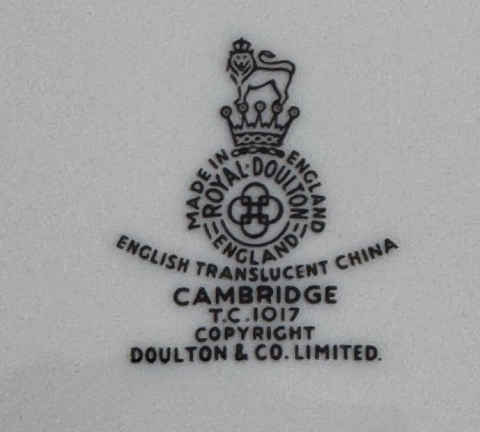 MADE IN ENGLAND
ROYAL·DOULTON
ENGLAND
ENGLISH TRANSLUCENT CHINA
CAMBRIDGE
T.C.1017
COPYRIGHT
DOULTON & CO. LIMITED.